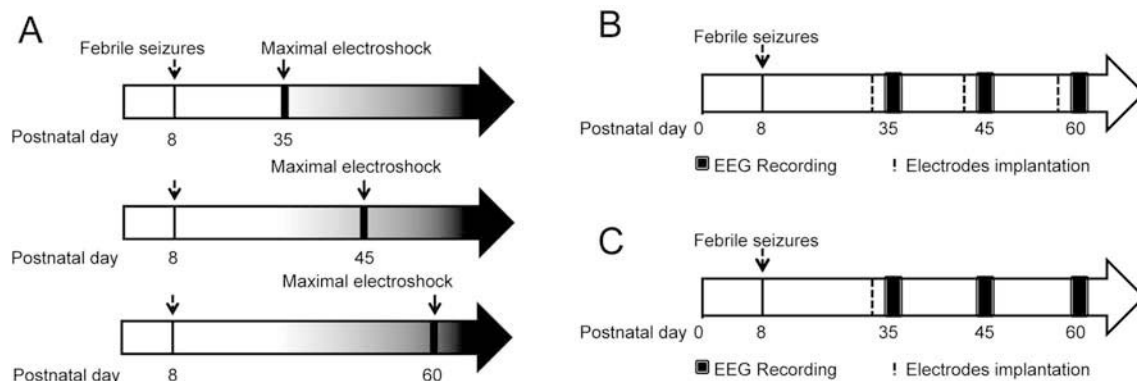 A
Febrile seizures Maximal electroshock
Postnatal day 8 35
Maximal electroshock
Postnatal day 8 45
Maximal electroshock
Postnatal day 8 60
B
Febrile seizures
Postnatal day 0 8 35 45 60
EEG Recording Electrodes implantation
C
Febrile seizures
Postnatal day 0 8 35 45 60
EEG Recording Electrodes implantation